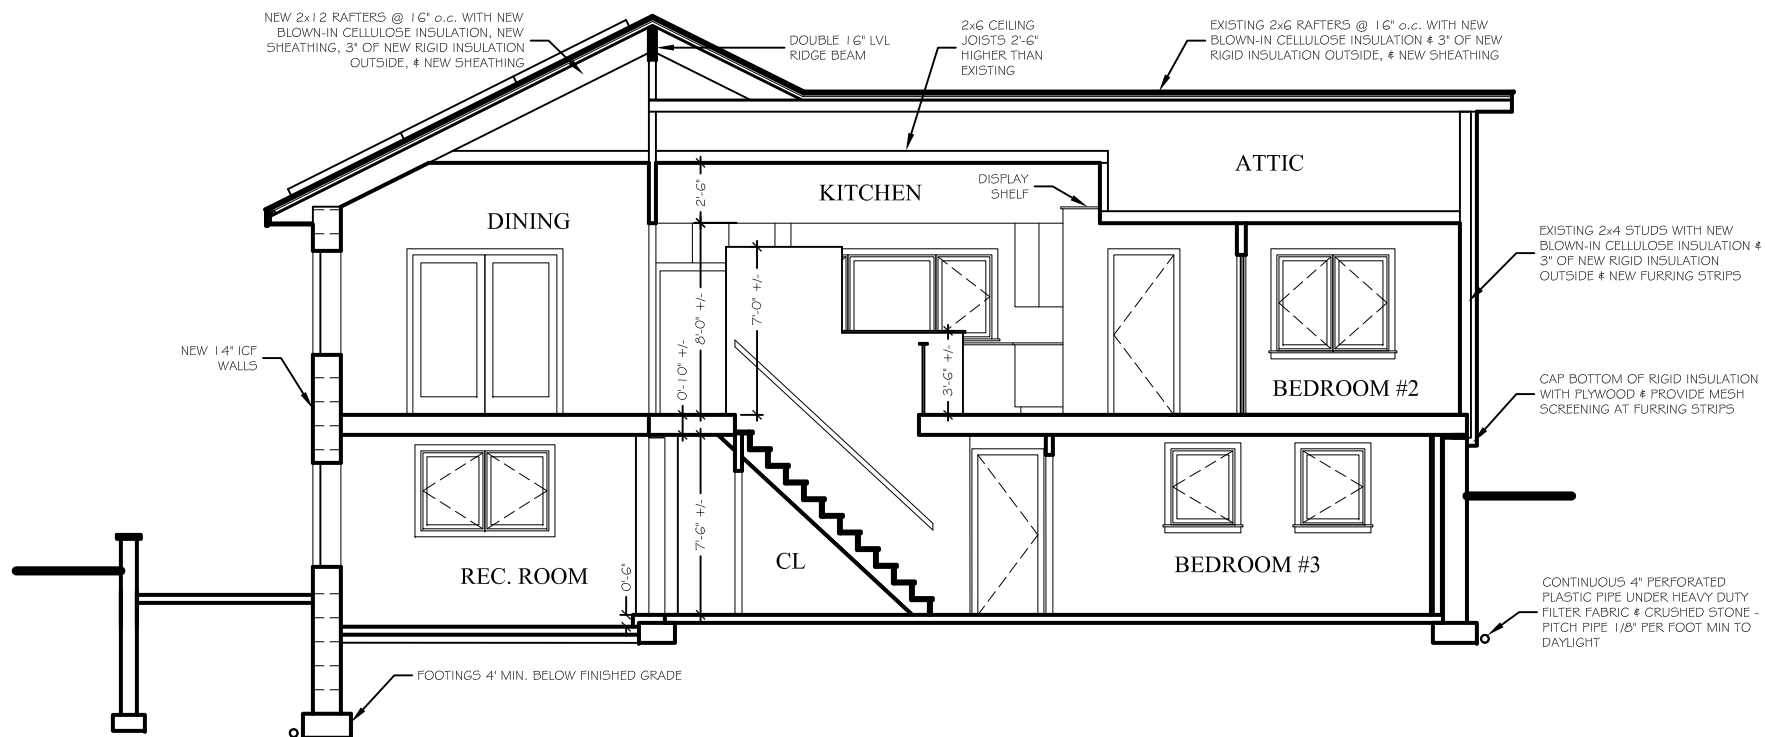 NEW 2x12 RAFTERS @ 16" o.c. WITH NEW
BLOWN-IN CELLULOSE INSULATION, NEW
SHEATHING, 3" OF NEW RIGID INSULATION
OUTSIDE, & NEW SHEATHING
DOUBLE 16" LVL
RIDGE BEAM
2x6 CEILING
JOISTS 2'-6"
HIGHER THAN
EXISTING
EXISTING 2x6 RAFTERS @ 16" o.c. WITH NEW
BLOWN-IN CELLULOSE INSULATION & 3" OF NEW
RIGID INSULATION OUTSIDE, & NEW SHEATHING
ATTIC
KITCHEN
DISPLAY
SHELF
DINING
2'-6"
EXISTING 2x4 STUDS WITH NEW
BLOWN-IN CELLULOSE INSULATION &
3" OF NEW RIGID INSULATION
OUTSIDE & NEW FURRING STRIPS
8'-0" +/-
7'-0" +/-
NEW 14" ICF
WALLS
0'-10" +/-
3'-6" +/-
BEDROOM #2
CAP BOTTOM OF RIGID INSULATION
WITH PLYWOOD & PROVIDE MESH
SCREENING AT FURRING STRIPS
7'-6" +/-
CL
BEDROOM #3
REC. ROOM
0'-6"
CONTINUOUS 4" PERFORATED
PLASTIC PIPE UNDER HEAVY DUTY
FILTER FABRIC & CRUSHED STONE -
PITCH PIPE 1/8" PER FOOT MIN TO
DAYLIGHT
FOOTINGS 4' MIN. BELOW FINISHED GRADE